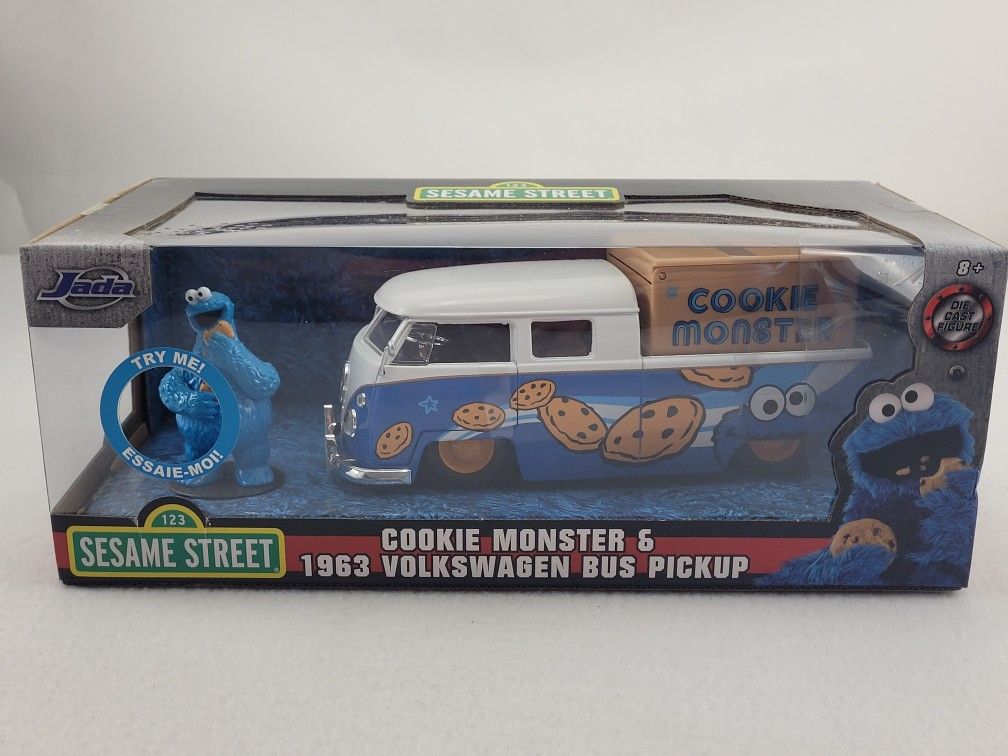 123
SESAME STREET
Jada
8+
DIE
CAST
FIGURE
TRY ME!
ESSAIE-MOI!
COOKIE
MONSTER
123
SESAME STREET
COOKIE MONSTER &
1963 VOLKSWAGEN BUS PICKUP